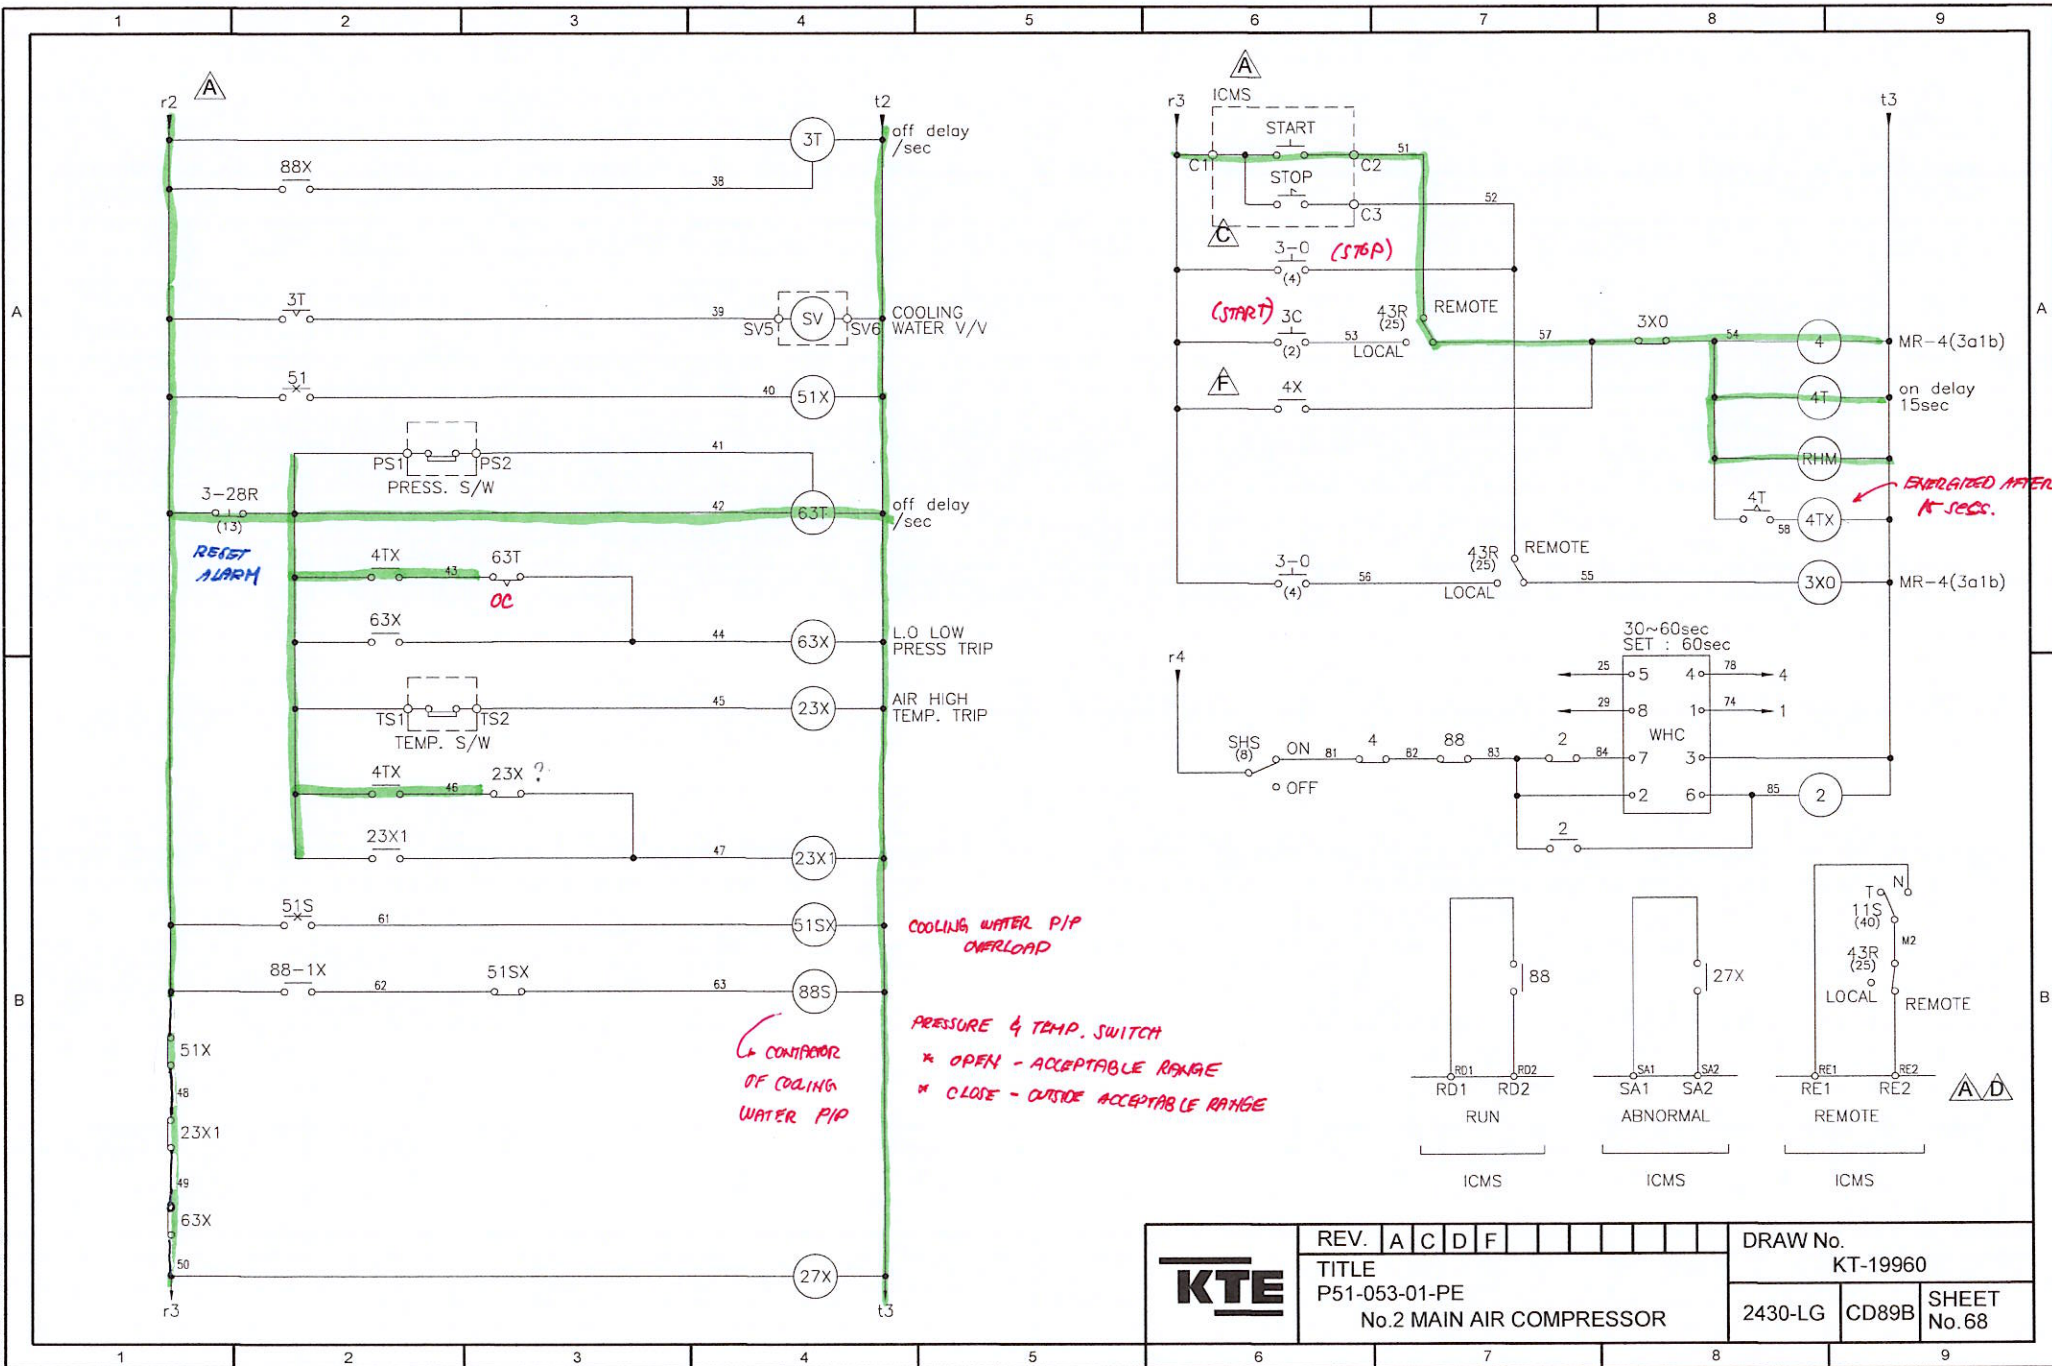 1 2 3 4 5 6 7 8 9
A
r2
t2
3T
off delay
/sec
88X
38
3T
39
SV5
SV
SV6
COOLING
WATER V/V
51
40
51X
PS1
PS2
41
PRESS. S/W
3-28R
(13)
RESET
ALARM
42
63T
off delay
/sec
4TX
43
63T
OC
63X
44
63X
L.O LOW
PRESS TRIP
TS1
TS2
45
23X
AIR HIGH
TEMP. TRIP
TEMP. S/W
4TX
46
23X ?
23X1
47
23X1
51S
61
51SX
COOLING WATER P/P
OVERLOAD
88-1X
62
51SX
63
88S
CONTACTOR
OF COOLING
WATER P/P
PRESSURE & TEMP. SWITCH
* OPEN - ACCEPTABLE RANGE
* CLOSE - OUTSIDE ACCEPTABLE RANGE
51X
48
23X1
49
63X
50
27X
r3
t3
A
r3
ICMS
t3
START
C1
C2
51
STOP
C3
52
C
3-0
(STOP)
(4)
(START)
3C
(2)
53
43R
(25)
REMOTE
LOCAL
57
3X0
54
4
MR-4(3a1b)
F
4X
4T
on delay
15sec
RHM
4T
58
4TX
ENERGIZED AFTER
15 SECS.
3-0
(4)
56
43R
(25)
REMOTE
LOCAL
55
3X0
MR-4(3a1b)
r4
30~60sec
SET : 60sec
25
5
4
78
4
29
8
1
74
1
WHC
SHS
(8)
ON
OFF
81
4
82
88
83
2
84
7
3
2
6
85
2
2
88
RD1 RD2
RD1 RD2
RUN
ICMS
27X
SA1 SA2
SA1 SA2
ABNORMAL
ICMS
T N
11S
(40)
M2
43R
(25)
LOCAL
REMOTE
RE1 RE2
RE1 RE2
REMOTE
ICMS
A D
A
B
A
B
KTE
REV. A C D F
TITLE
P51-053-01-PE
No.2 MAIN AIR COMPRESSOR
DRAW No.
KT-19960
2430-LG CD89B SHEET
No.68
1 2 3 4 5 6 7 8 9